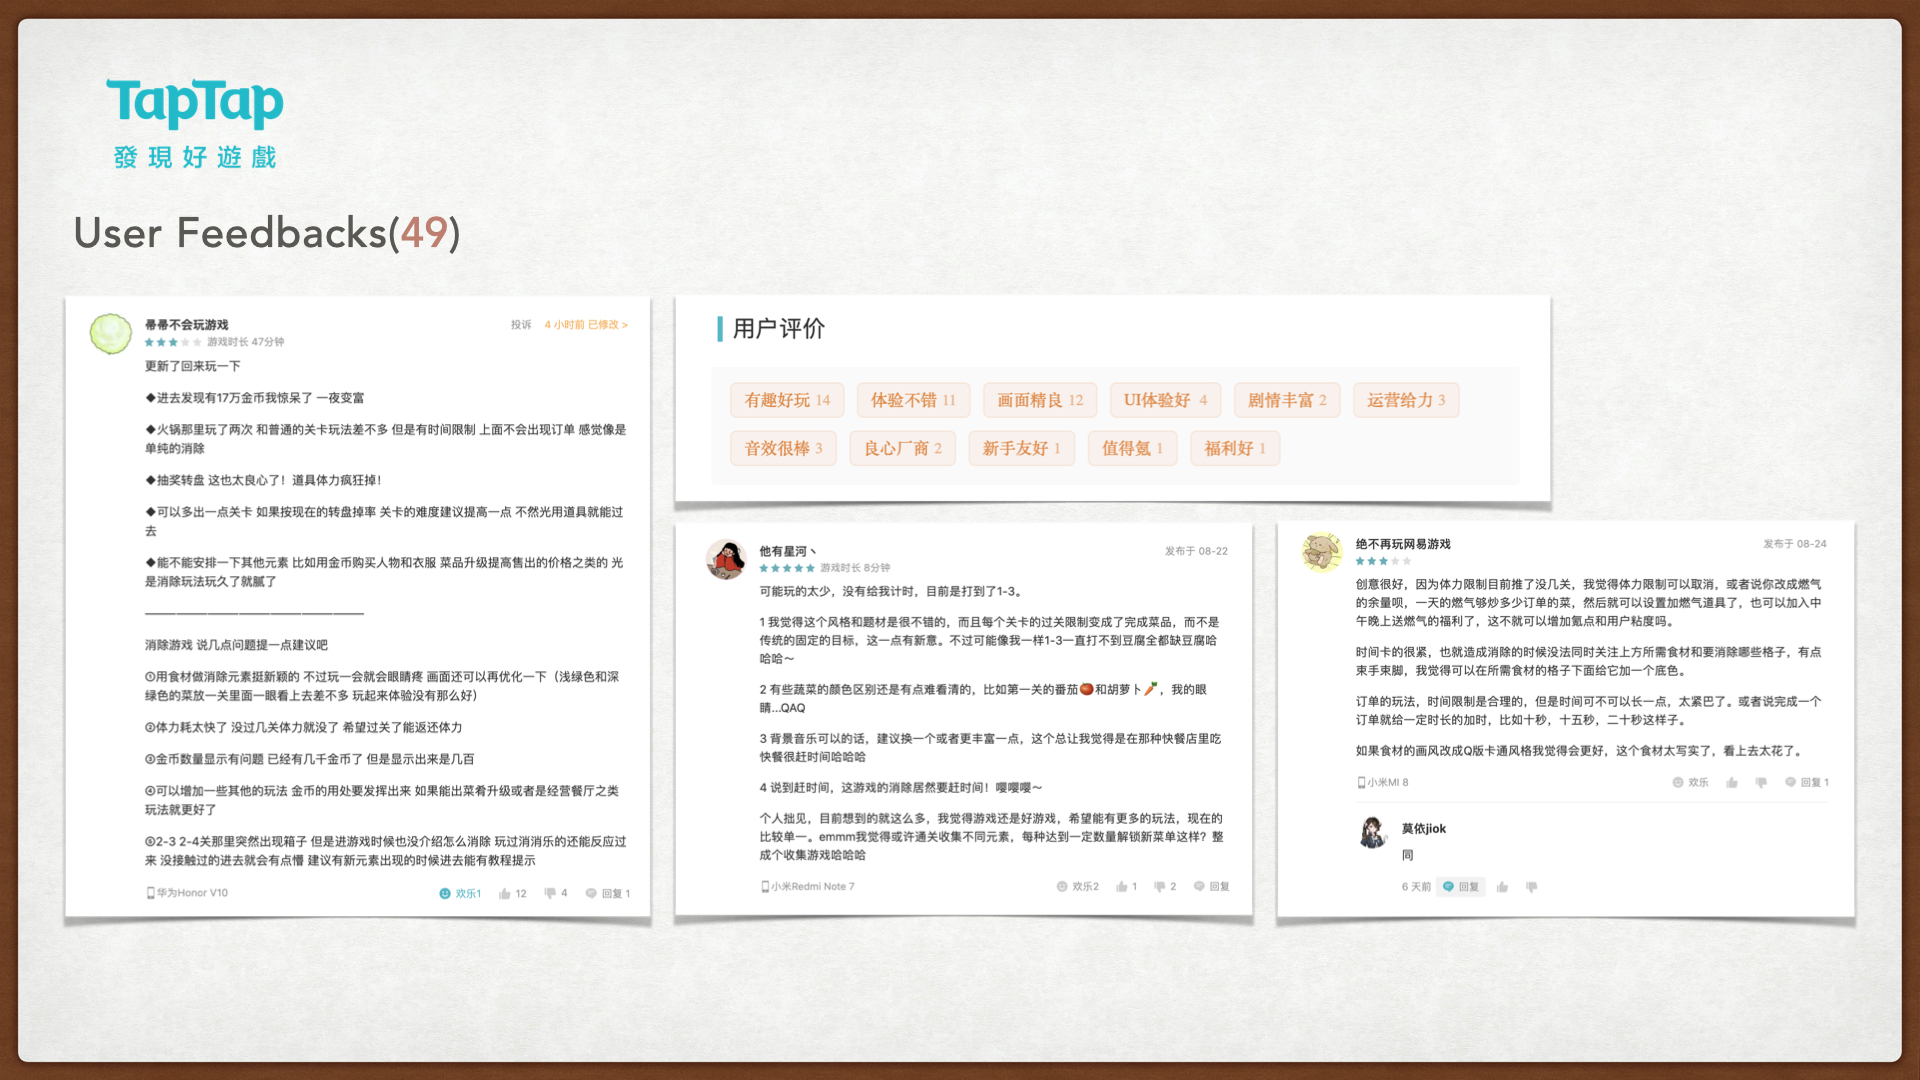 TapTap
發現好遊戲
User Feedbacks(49)
帚帚不会玩游戏
投诉 4 小时前 已修改 >
游戏时长 47分钟
更新了回来玩一下
◆进去发现有17万金币我惊呆了 一夜变富
◆火锅那里玩了两次 和普通的关卡玩法差不多 但是有时间限制 上面不会出现订单 感觉像是
单纯的消除
◆抽奖转盘 这也太良心了！道具体力疯狂掉！
◆可以多出一点关卡 如果按现在的转盘掉率 关卡的难度建议提高一点 不然光用道具就能过
去
◆能不能安排一下其他元素 比如用金币购买人物和衣服 菜品升级提高售出的价格之类的 光
是消除玩法玩久了就腻了
————————————————
消除游戏 说几点问题提一点建议吧
①用食材做消除元素挺新颖的 不过玩一会就会眼睛疼 画面还可以再优化一下（浅绿色和深
绿色的菜放一关里面一眼看上去差不多 玩起来体验没有那么好）
②体力耗太快了 没过几关体力就没了 希望过关了能返还体力
③金币数量显示有问题 已经有几千金币了 但是显示出来是几百
④可以增加一些其他的玩法 金币的用处要发挥出来 如果能出菜肴升级或者是经营餐厅之类
玩法就更好了
⑤2-3 2-4关那里突然出现箱子 但是进游戏时候也没介绍怎么消除 玩过消消乐的还能反应过
来 没接触过的进去就会有点懵 建议有新元素出现的时候进去能有教程提示
华为Honor V10
欢乐1 12 4 回复 1
用户评价
有趣好玩 14 体验不错 11 画面精良 12 UI体验好 4 剧情丰富 2 运营给力 3
音效很棒 3 良心厂商 2 新手友好 1 值得氪 1 福利好 1
他有星河丶
发布于 08-22
游戏时长 8分钟
可能玩的太少，没有给我计时，目前是打到了1-3。
1 我觉得这个风格和题材是很不错的，而且每个关卡的过关限制变成了完成菜品，而不是
传统的固定的目标，这一点有新意。不过可能像我一样1-3一直打不到豆腐全都缺豆腐哈
哈哈～
2 有些蔬菜的颜色区别还是有点难看清的，比如第一关的番茄🍅和胡萝卜🥕，我的眼
睛...QAQ
3 背景音乐可以的话，建议换一个或者更丰富一点，这个总让我觉得是在那种快餐店里吃
快餐很赶时间哈哈哈
4 说到赶时间，这游戏的消除居然要赶时间！嘤嘤嘤～
个人拙见，目前想到的就这么多，我觉得游戏还是好游戏，希望能有更多的玩法，现在的
比较单一。emmm我觉得或许通关收集不同元素，每种达到一定数量解锁新菜单这样？整
成个收集游戏哈哈哈
小米Redmi Note 7
欢乐2 1 2 回复
绝不再玩网易游戏
发布于 08-24
创意很好，因为体力限制目前推了没几关，我觉得体力限制可以取消，或者说你改成燃气
的余量呗，一天的燃气够炒多少订单的菜，然后就可以设置加燃气道具了，也可以加入中
午晚上送燃气的福利了，这不就可以增加氪点和用户粘度吗。
时间卡的很紧，也就造成消除的时候没法同时关注上方所需食材和要消除哪些格子，有点
束手束脚，我觉得可以在所需食材的格子下面给它加一个底色。
订单的玩法，时间限制是合理的，但是时间可不可以长一点，太紧巴了。或者说完成一个
订单就给一定时长的加时，比如十秒，十五秒，二十秒这样子。
如果食材的画风改成Q版卡通风格我觉得会更好，这个食材太写实了，看上去太花了。
小米MI 8
欢乐 回复 1
莫依jiok
同
6 天前 回复